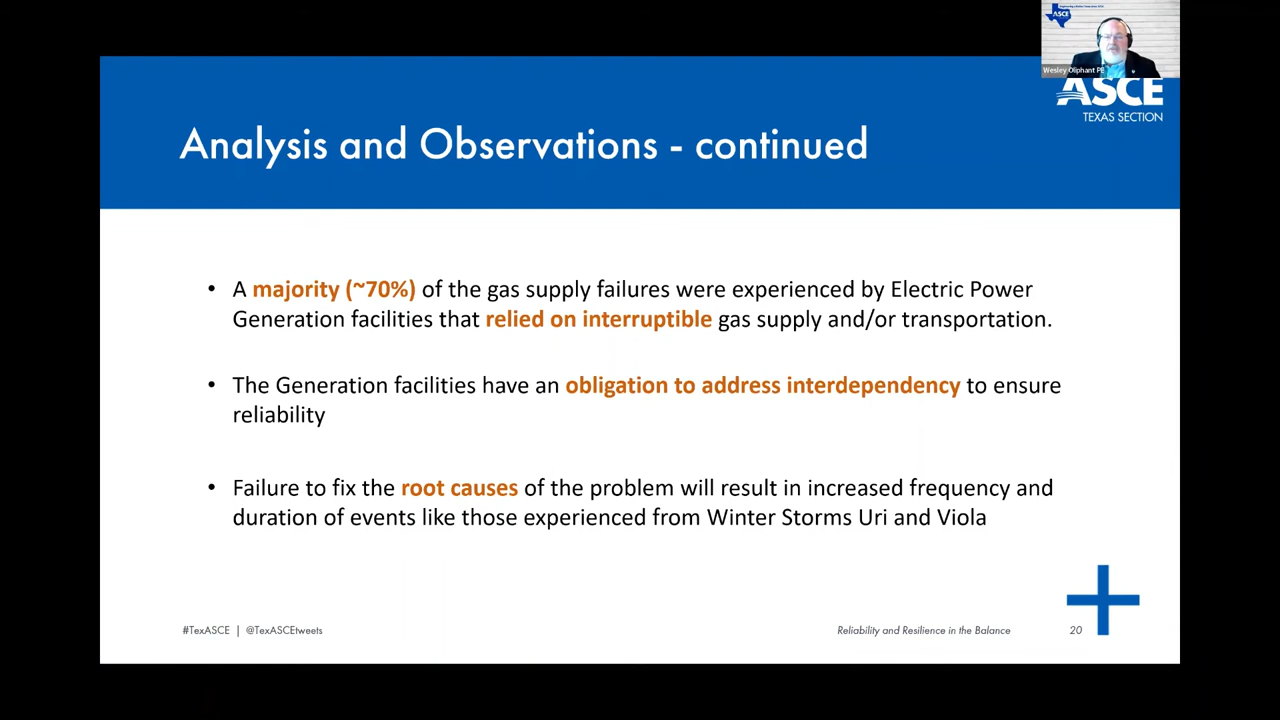 ASCE
Wesley Oliphant PE
ASCE
TEXAS SECTION
Analysis and Observations - continued
• A majority (~70%) of the gas supply failures were experienced by Electric Power
Generation facilities that relied on interruptible gas supply and/or transportation.
• The Generation facilities have an obligation to address interdependency to ensure
reliability
• Failure to fix the root causes of the problem will result in increased frequency and
duration of events like those experienced from Winter Storms Uri and Viola
#TexASCE | @TexASCEtweets
Reliability and Resilience in the Balance
20